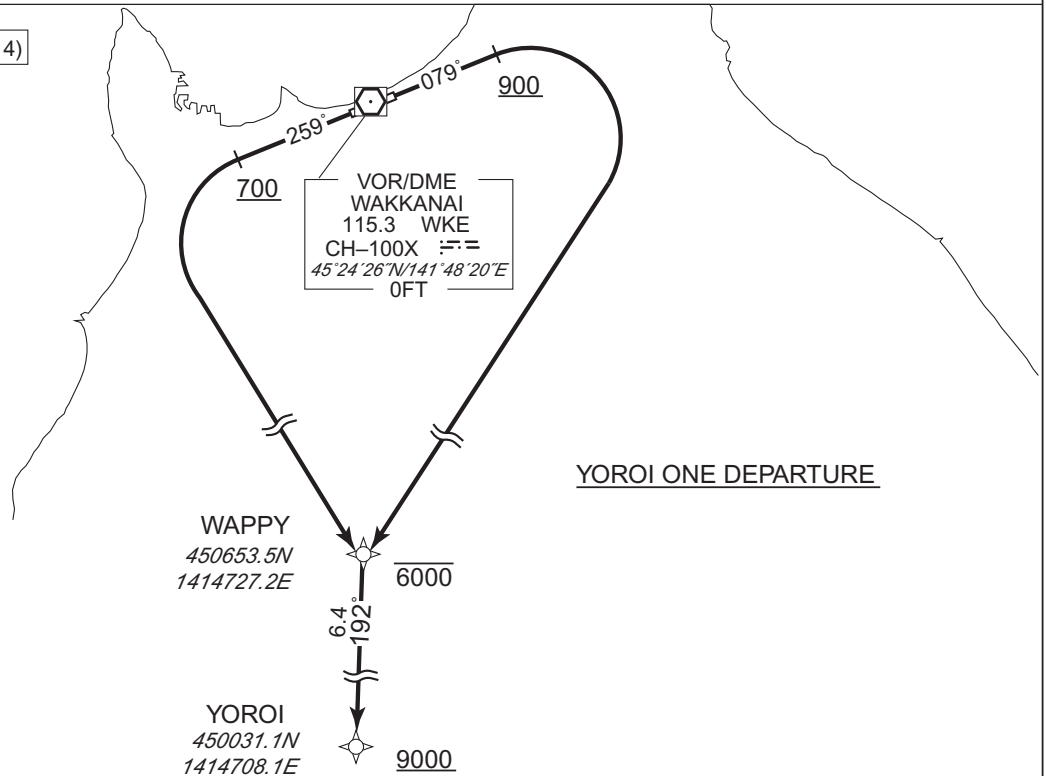 4)
079°
900
259°
700
VOR/DME
WAKKANAI
115.3 WKE
CH–100X
45°24′26″N/141°48′20″E
0FT
YOROI ONE DEPARTURE
WAPPY
450653.5N
1414727.2E
6000
6.4
192°
YOROI
450031.1N
1414708.1E
9000